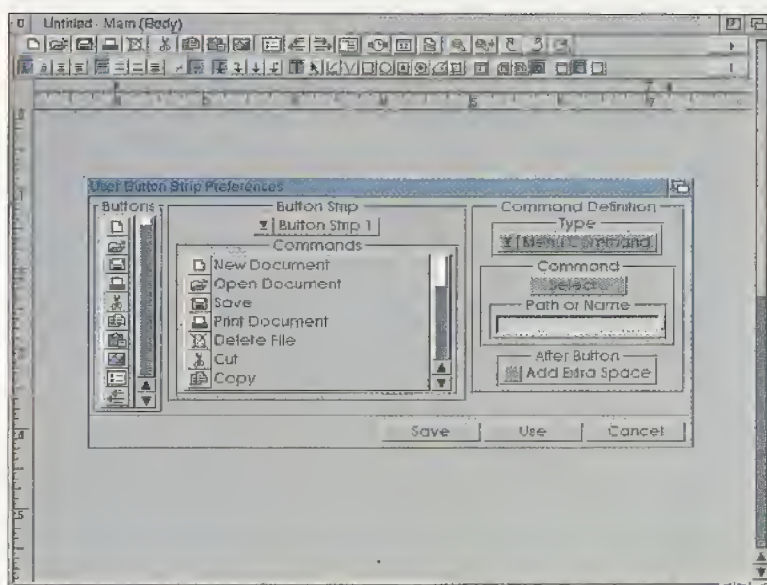 Untitled - Main (Body)
User Button Strip Preferences
Buttons
Button Strip
Button Strip 1
Commands
New Document
Open Document
Save
Print Document
Delete File
Cut
Copy
Command Definition
Type
Menu Command
Command
Select
Path or Name
After Button
Add Extra Space
Save
Use
Cancel